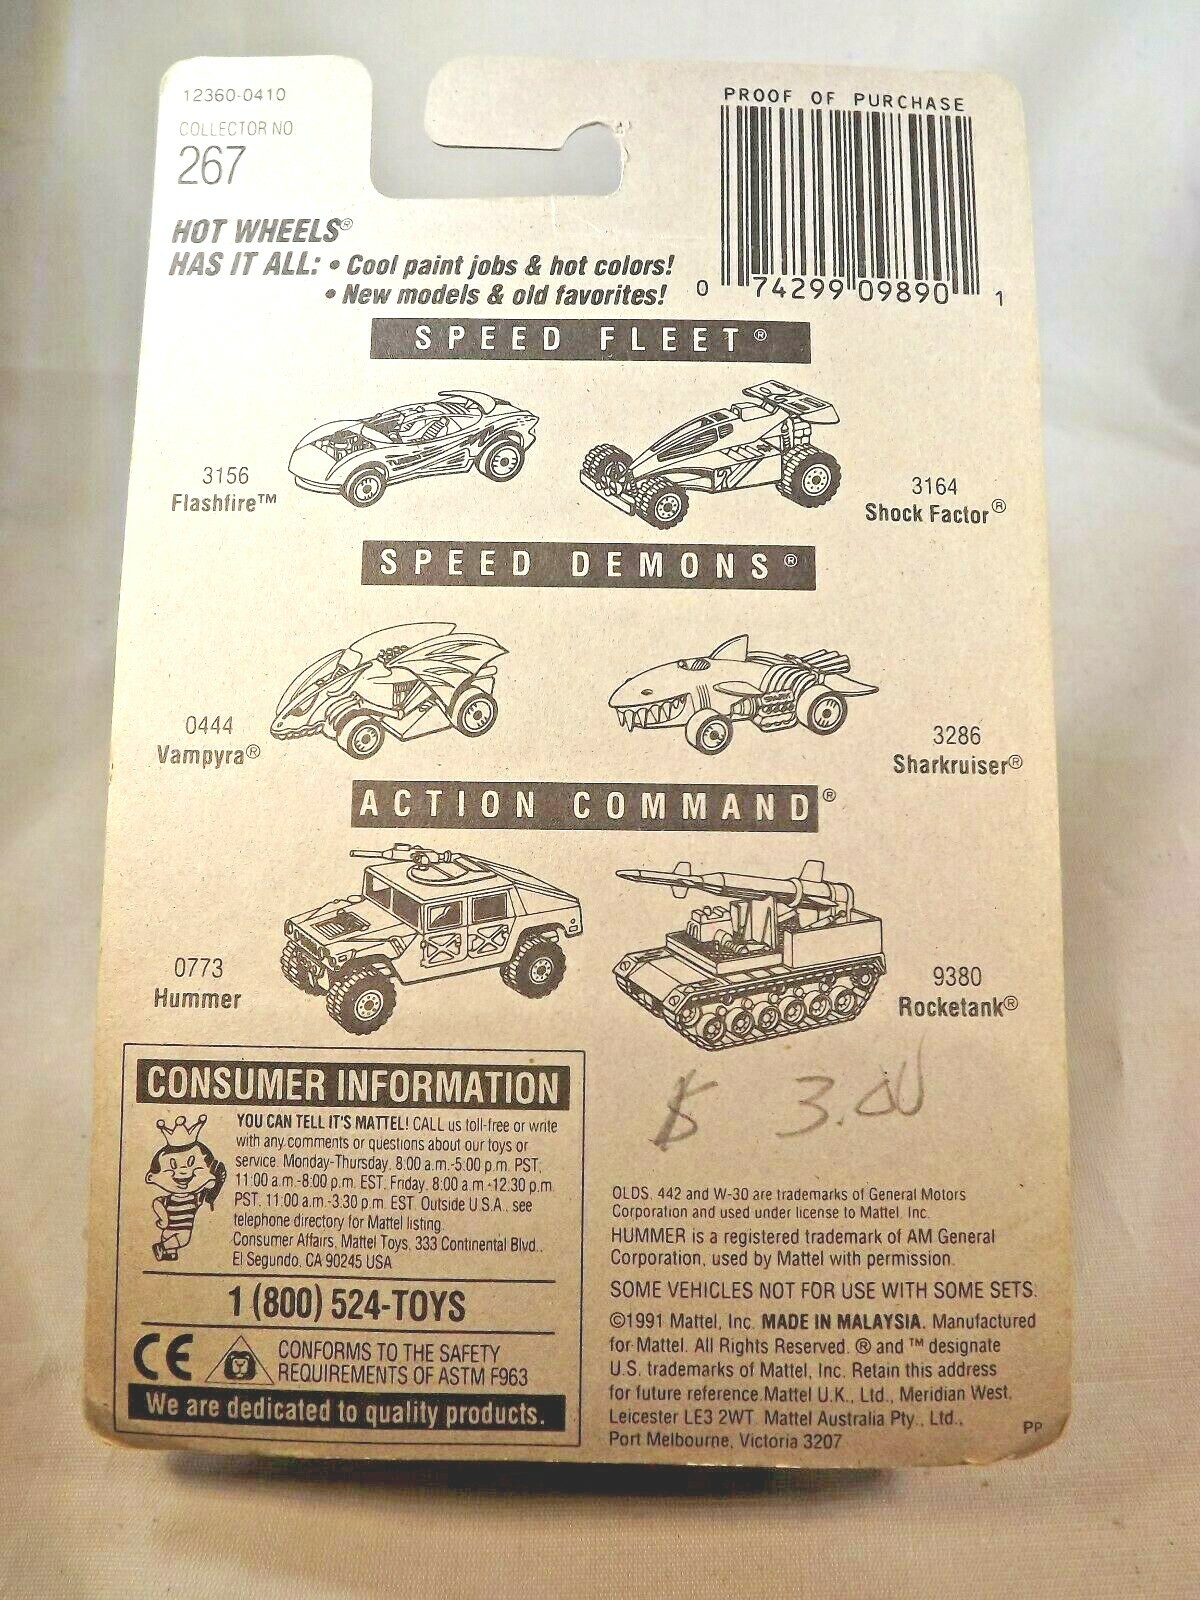 12360-0410
COLLECTOR NO.
267
PROOF OF PURCHASE
0 74299 09890 1
HOT WHEELS®
HAS IT ALL: • Cool paint jobs & hot colors!
• New models & old favorites!
SPEED FLEET®
3156
Flashfire™
3164
Shock Factor®
SPEED DEMONS®
0444
Vampyra®
3286
Sharkruiser®
ACTION COMMAND®
0773
Hummer
9380
Rocketank®
$ 3.00
CONSUMER INFORMATION
YOU CAN TELL IT'S MATTEL! CALL us toll-free or write
with any comments or questions about our toys or
service. Monday-Thursday, 8:00 a.m.-5:00 p.m. PST,
11:00 a.m.-8:00 p.m. EST. Friday, 8:00 a.m.-12:30 p.m.
PST, 11:00 a.m.-3:30 p.m. EST. Outside U.S.A., see
telephone directory for Mattel listing.
Consumer Affairs, Mattel Toys, 333 Continental Blvd.,
El Segundo, CA 90245 USA
1 (800) 524-TOYS
CE
CONFORMS TO THE SAFETY
REQUIREMENTS OF ASTM F963
We are dedicated to quality products.
OLDS, 442 and W-30 are trademarks of General Motors
Corporation and used under license to Mattel, Inc.
HUMMER is a registered trademark of AM General
Corporation, used by Mattel with permission.
SOME VEHICLES NOT FOR USE WITH SOME SETS.
©1991 Mattel, Inc. MADE IN MALAYSIA. Manufactured
for Mattel. All Rights Reserved. ® and ™ designate
U.S. trademarks of Mattel, Inc. Retain this address
for future reference. Mattel U.K., Ltd., Meridian West,
Leicester LE3 2WT. Mattel Australia Pty., Ltd.,
Port Melbourne, Victoria 3207
PP